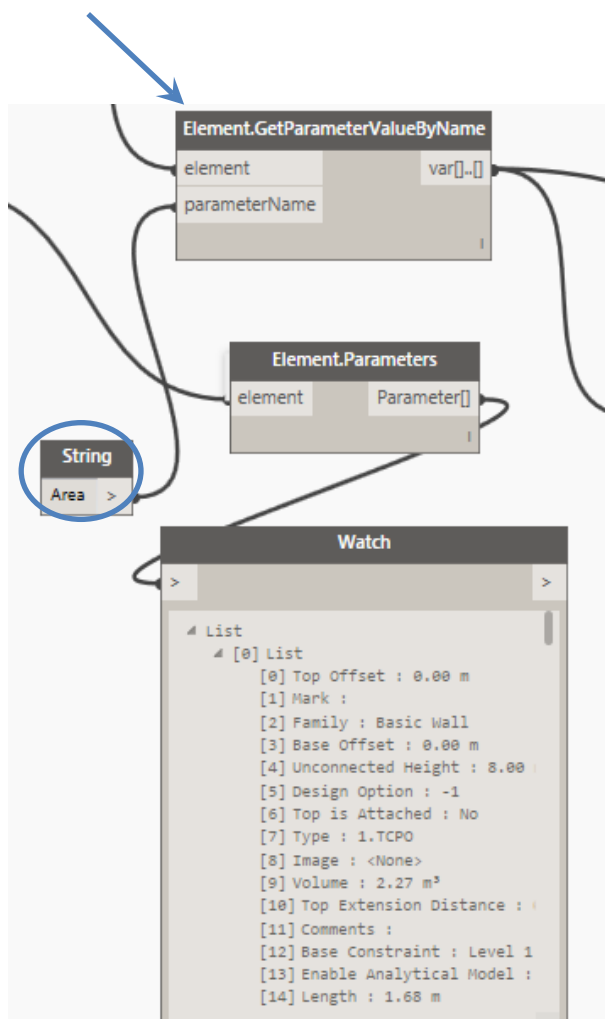 Element.GetParameterValueByName
element var[]..[]
parameterName
l
Element.Parameters
element Parameter[]
l
String
Area >
Watch
> >
List
[0] List
[0] Top Offset : 0.00 m
[1] Mark :
[2] Family : Basic Wall
[3] Base Offset : 0.00 m
[4] Unconnected Height : 8.00
[5] Design Option : -1
[6] Top is Attached : No
[7] Type : 1.TCPO
[8] Image : <None>
[9] Volume : 2.27 m³
[10] Top Extension Distance :
[11] Comments :
[12] Base Constraint : Level 1
[13] Enable Analytical Model :
[14] Length : 1.68 m